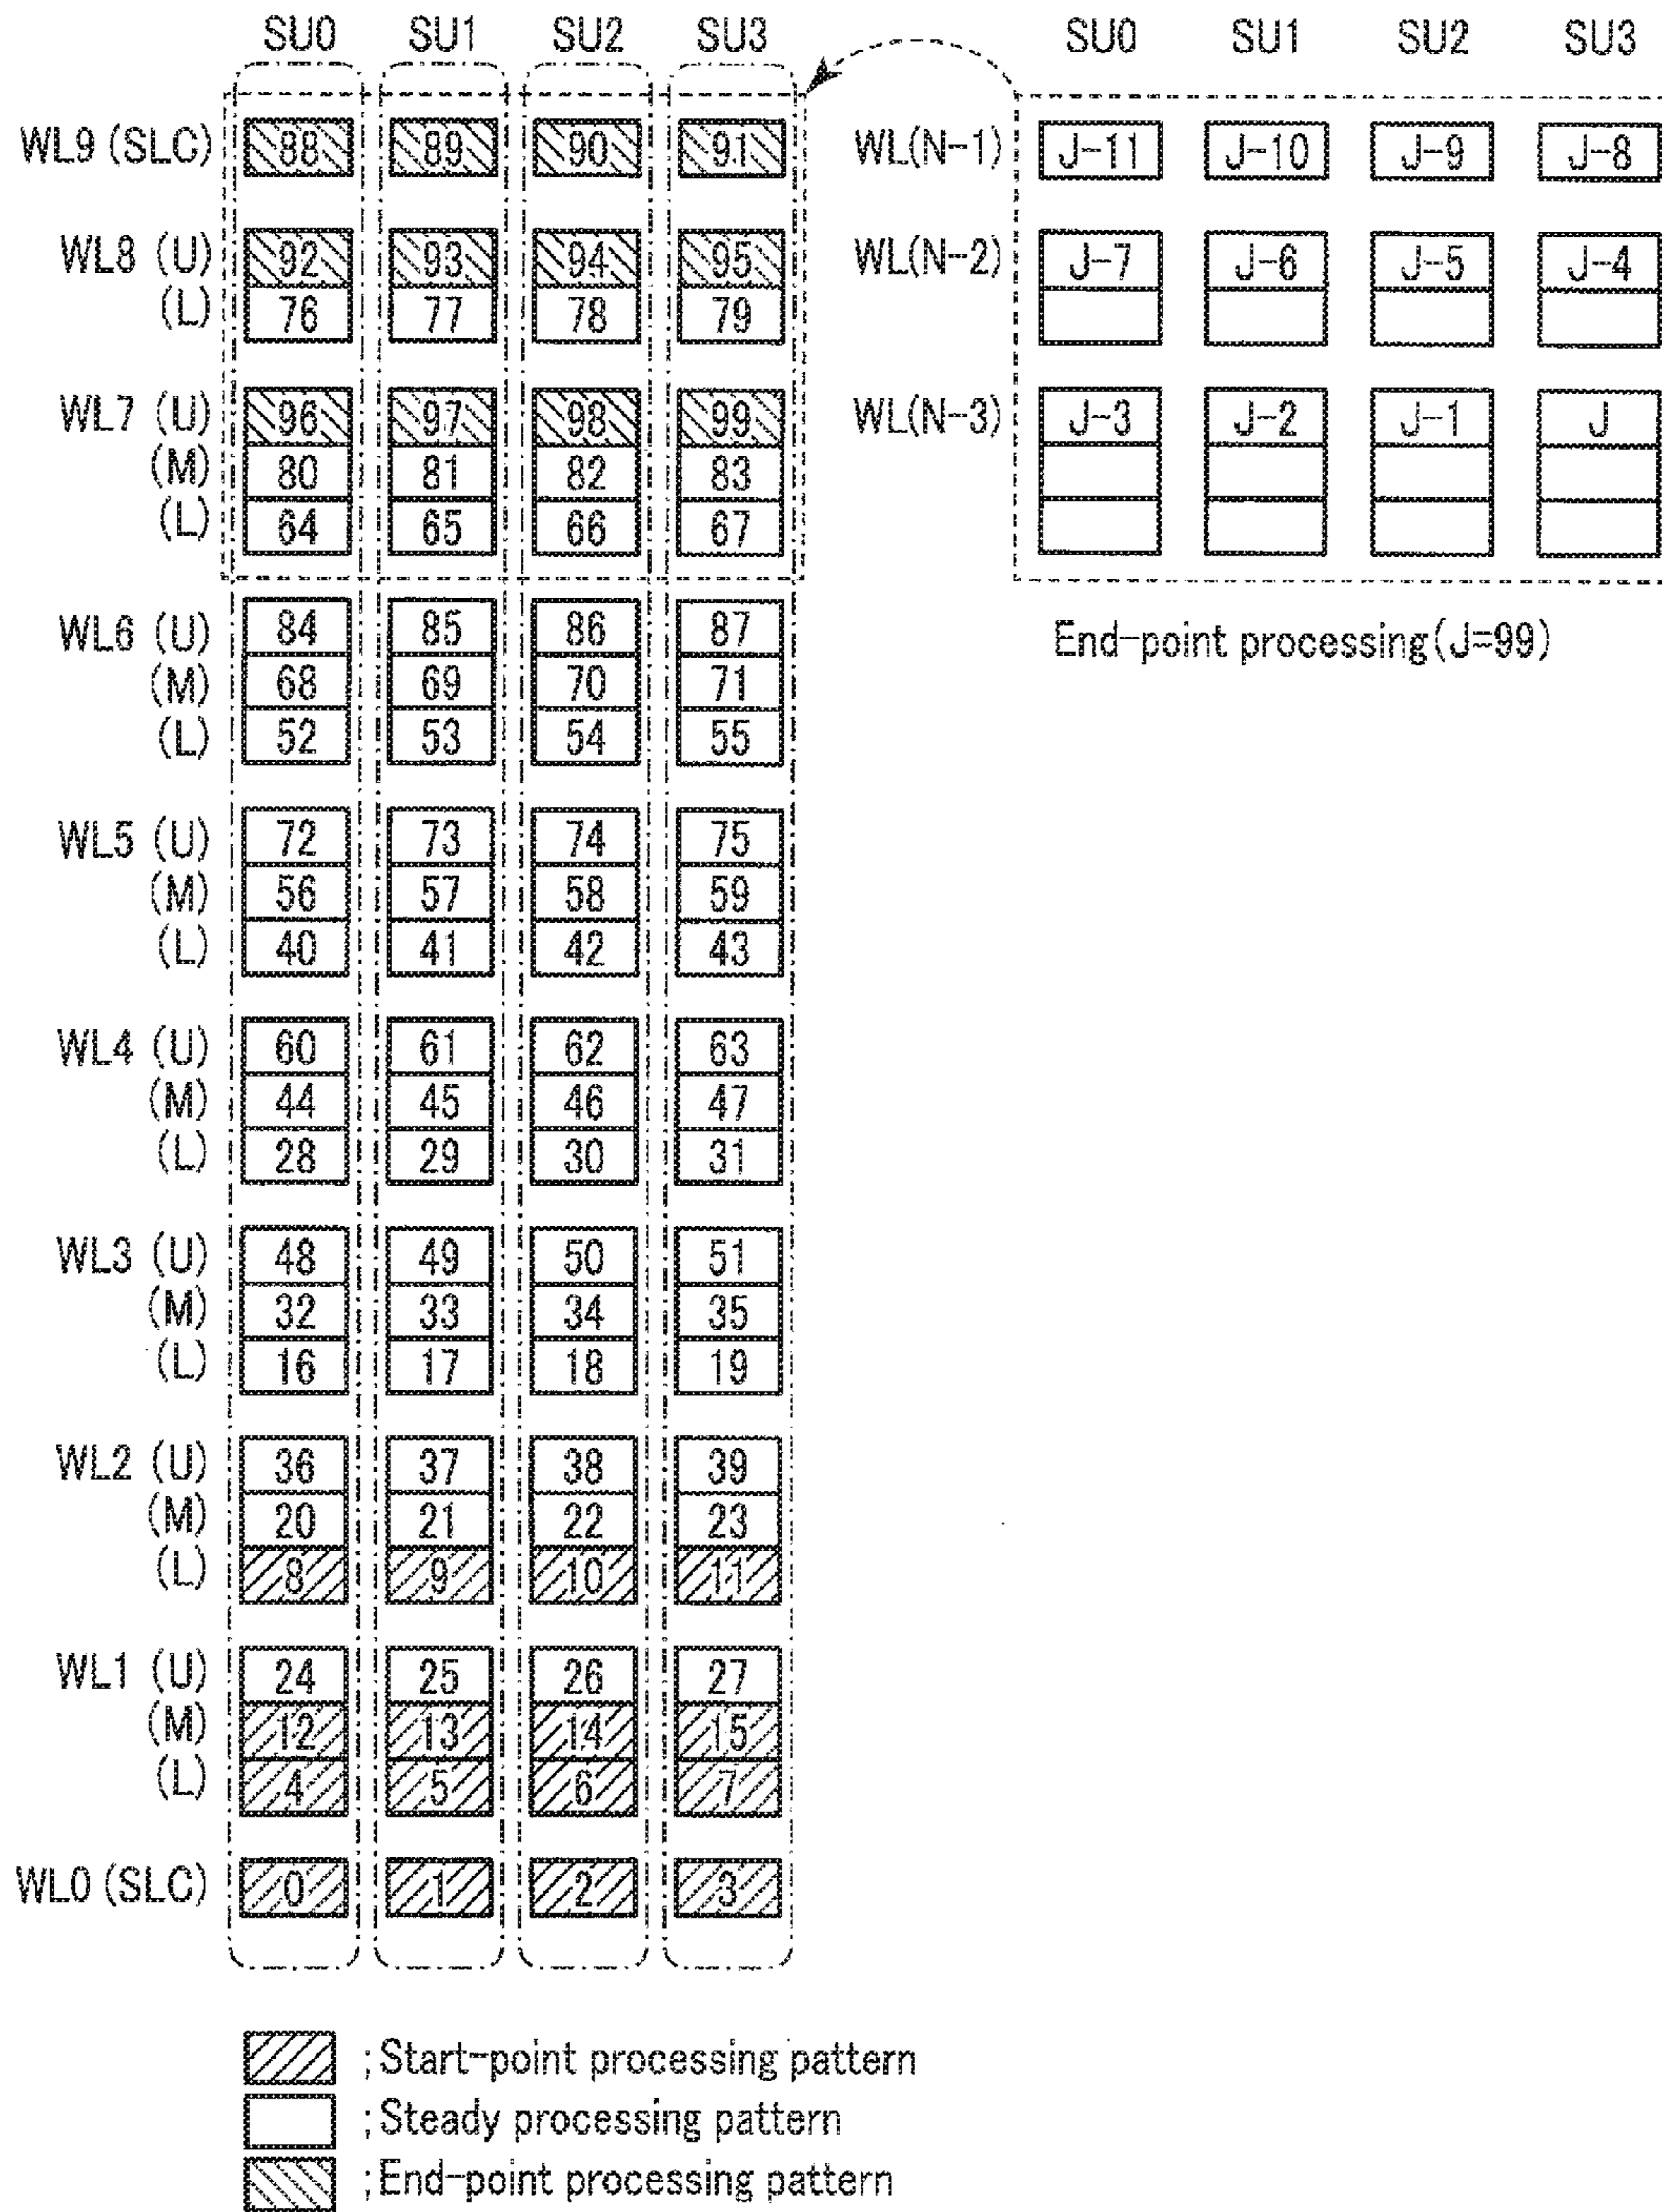 SU0 SU1 SU2 SU3 SU0 SU1 SU2 SU3
WL9 (SLC) 88 89 90 91 WL(N-1) J-11 J-10 J-9 J-8
WL8 (U) 92 93 94 95 WL(N-2) J-7 J-6 J-5 J-4
(L) 76 77 78 79
WL7 (U) 96 97 98 99 WL(N-3) J-3 J-2 J-1 J
(M) 80 81 82 83
(L) 64 65 66 67
WL6 (U) 84 85 86 87 End-point processing(J=99)
(M) 68 69 70 71
(L) 52 53 54 55
WL5 (U) 72 73 74 75
(M) 56 57 58 59
(L) 40 41 42 43
WL4 (U) 60 61 62 63
(M) 44 45 46 47
(L) 28 29 30 31
WL3 (U) 48 49 50 51
(M) 32 33 34 35
(L) 16 17 18 19
WL2 (U) 36 37 38 39
(M) 20 21 22 23
(L) 8 9 10 11
WL1 (U) 24 25 26 27
(M) 12 13 14 15
(L) 4 5 6 7
WL0 (SLC) 0 1 2 3
;Start-point processing pattern
;Steady processing pattern
;End-point processing pattern